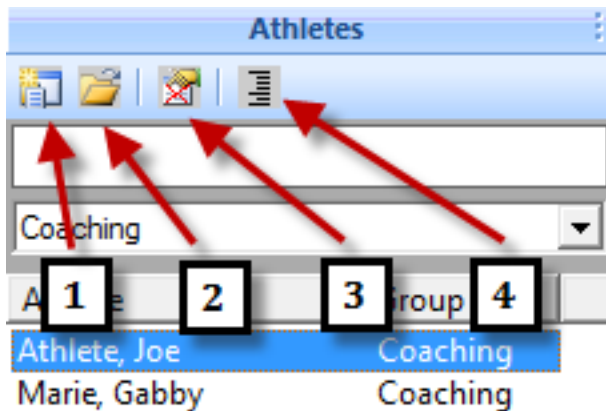 Athletes
Coaching
1 2 3 4
Group
Athlete, Joe Coaching
Marie, Gabby Coaching